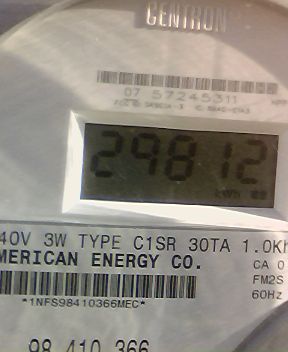 CENTRON
07 57245311
29812
kWh
40V 3W TYPE C1SR 30TA 1.0Kh
MERICAN ENERGY CO.
CA 0
FM2S
60Hz
*1NFS98410366MEC*
98 410 366